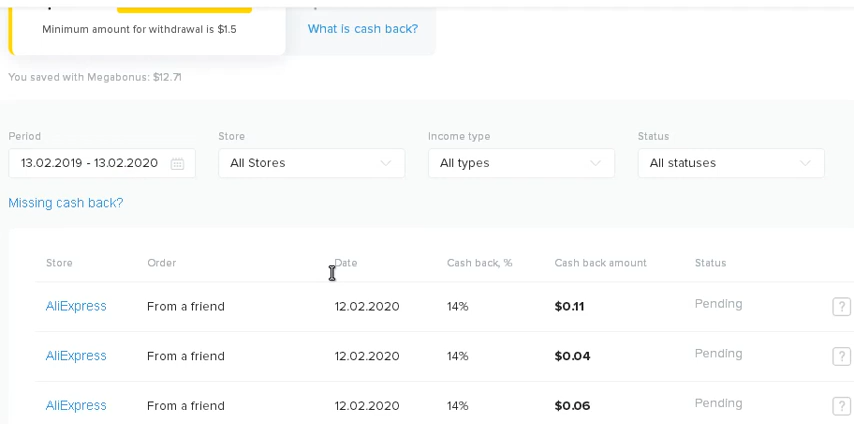 Minimum amount for withdrawal is $1.5
What is cash back?
You saved with Megabonus: $12.71
Period Store Income type Status
13.02.2019 - 13.02.2020 All Stores All types All statuses
Missing cash back?
Store Order Date Cash back, % Cash back amount Status
AliExpress From a friend 12.02.2020 14% $0.11 Pending ?
AliExpress From a friend 12.02.2020 14% $0.04 Pending ?
AliExpress From a friend 12.02.2020 14% $0.06 Pending ?